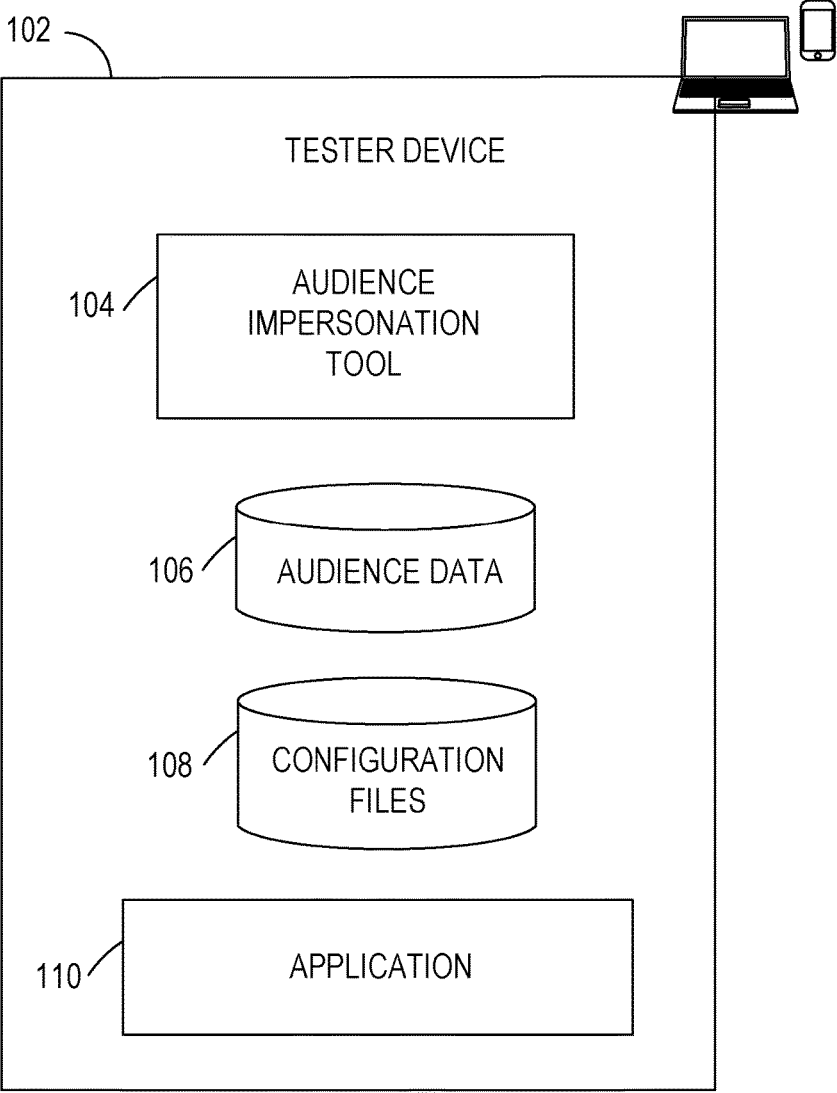 102
TESTER DEVICE
104
AUDIENCE
IMPERSONATION
TOOL
106
AUDIENCE DATA
108
CONFIGURATION
FILES
110
APPLICATION